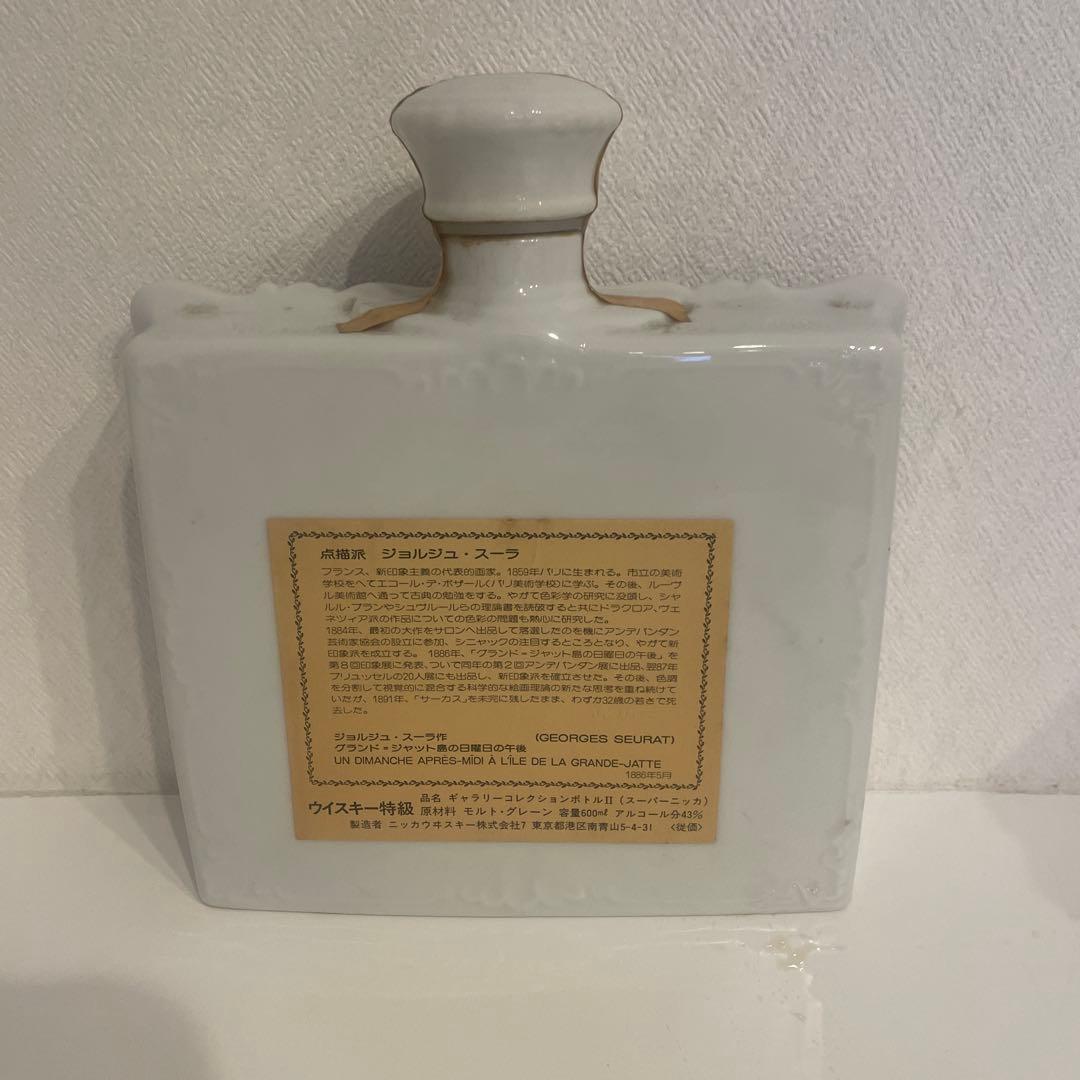 点描派 ジョルジュ・スーラ
フランス、新印象主義の代表的画家。1859年パリに生まれる。市立の美術
学校をへてエコール・デ・ボザール(パリ美術学校)に学ぶ。その後、ルーヴ
ル美術館へ通って古典の勉強をする。やがて色彩学の研究に没頭し、シャ
ルル・ブランやシュヴルールらの理論書を読破すると共にドラクロア、ヴェ
ネツィア派の作品についての色彩の問題も熱心に研究した。
1884年、最初の大作をサロンへ出品して落選したのを機にアンデパンダン
芸術家協会の設立に参加、シニャックの注目するところとなり、やがて新
印象派を成立する。1886年、「グランド=ジャット島の日曜日の午後」を
第8回印象展に発表、ついで同年の第2回アンデパンダン展に出品、翌87年
ブリュッセルの20人展にも出品し、新印象派を確立させた。その後、色調
を分割して視覚的に混合する科学的な絵画理論の新たな思考を重ね続けて
いたが、1891年、「サーカス」を未完に残したまま、わずか32歳の若さで死
去した。
ジョルジュ・スーラ作 (GEORGES SEURAT)
グランド=ジャット島の日曜日の午後
UN DIMANCHE APRÈS-MÍDI À L'ÎLE DE LA GRANDE-JATTE
1886年5月
ウイスキー特級 品名 ギャラリーコレクションボトルII (スーパーニッカ)
原材料 モルト・グレーン 容量600㎖ アルコール分43%
製造者 ニッカウヰスキー株式会社7 東京都港区南青山5-4-31 〈従価〉